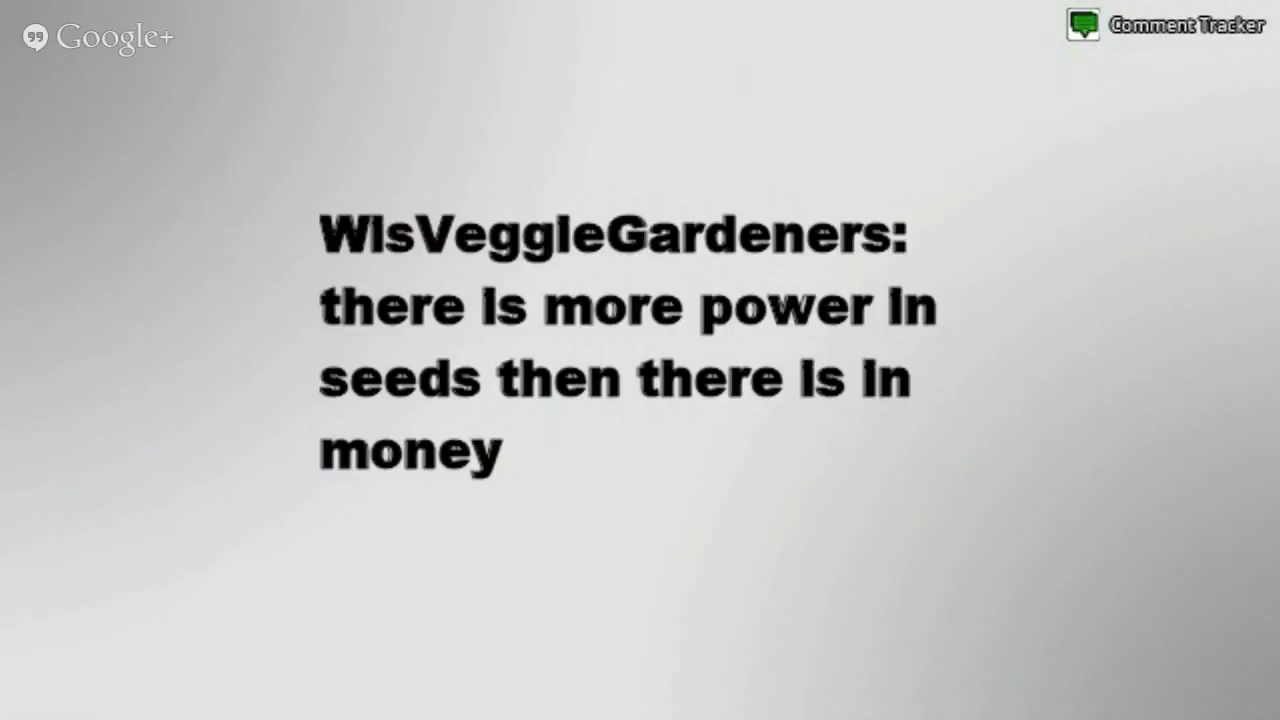 Google+
Comment Tracker
WisVeggieGardeners:
there is more power in
seeds then there is in
money